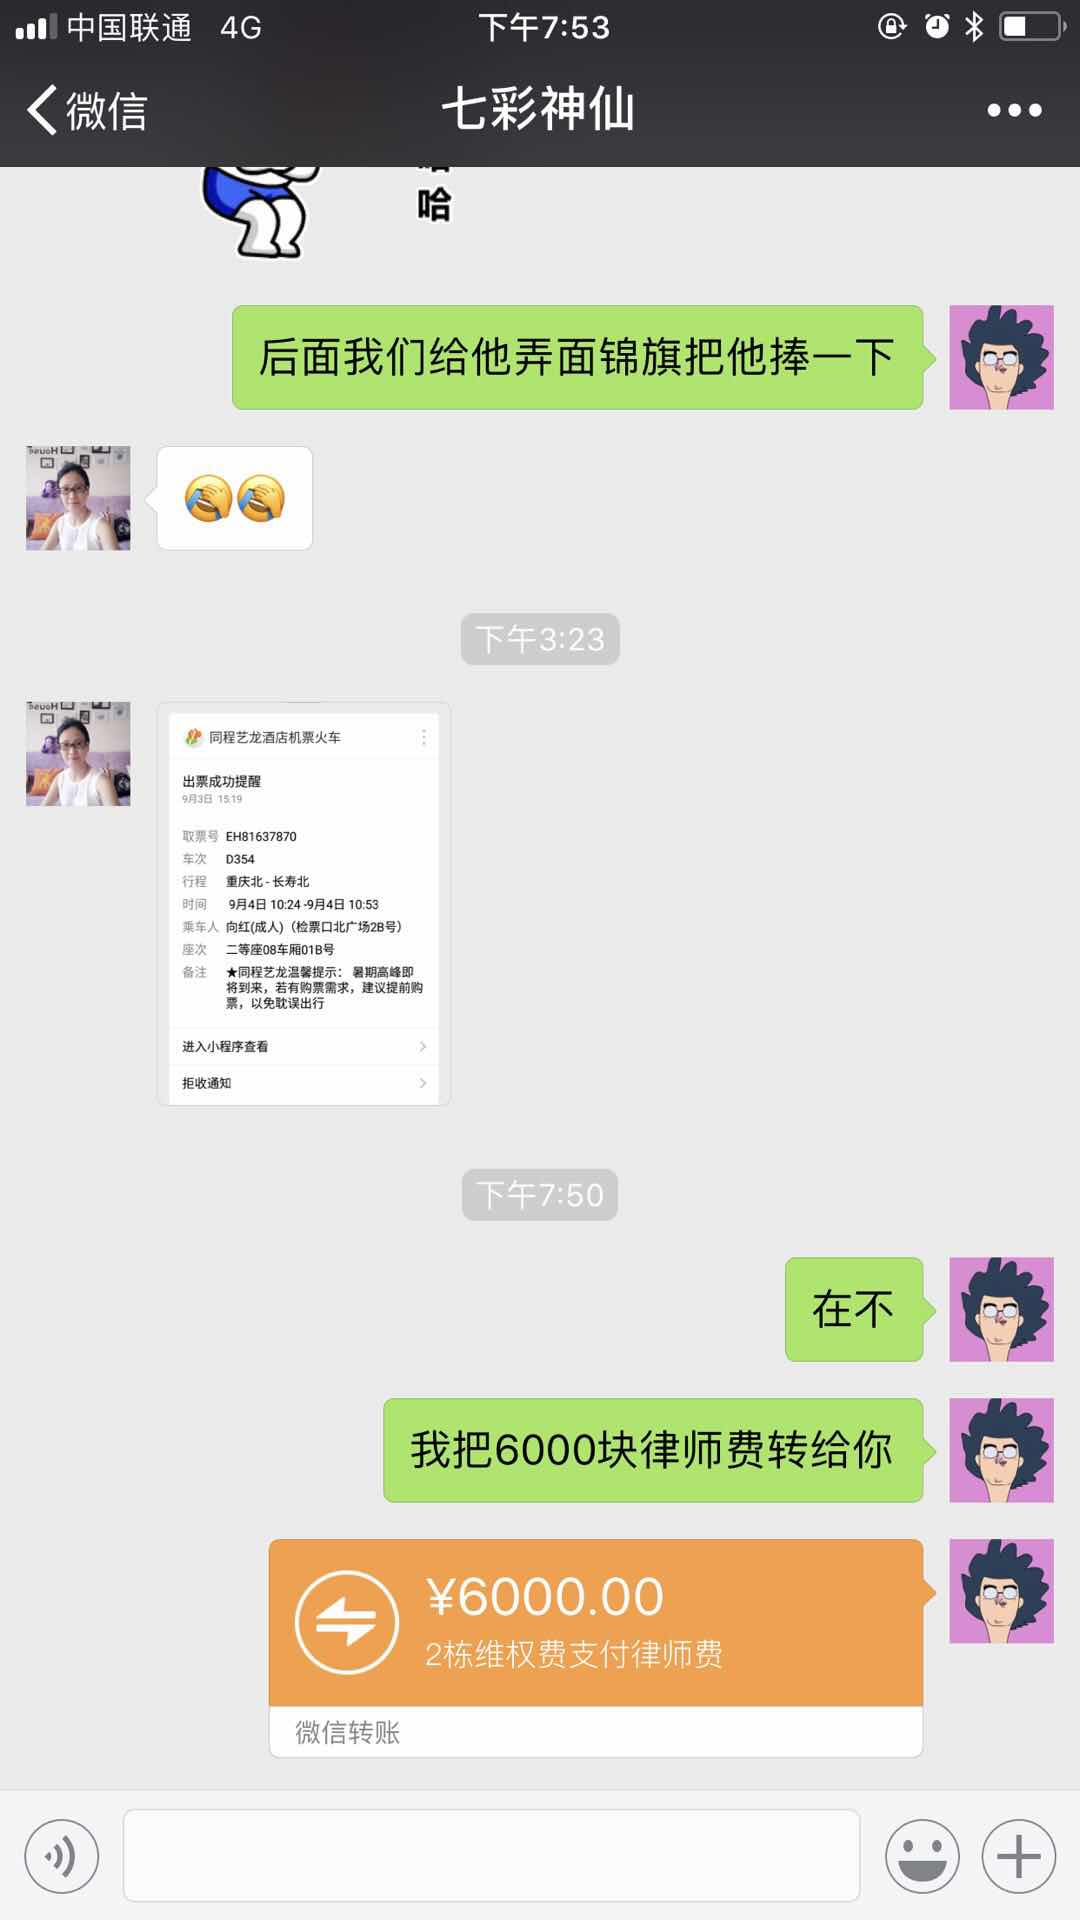 中国联通 4G 下午7:53
微信 七彩神仙
哈
后面我们给他弄面锦旗把他捧一下
下午3:23
同程艺龙酒店机票火车
出票成功提醒
9月3日 15:19
取票号 EH81637870
车次 D354
行程 重庆北 - 长寿北
时间 9月4日 10:24 -9月4日 10:53
乘车人 向红(成人)（检票口北广场2B号）
座次 二等座08车厢01B号
备注 ★同程艺龙温馨提示： 暑期高峰即
将到来，若有购票需求，建议提前购
票，以免耽误出行
进入小程序查看
拒收通知
下午7:50
在不
我把6000块律师费转给你
¥6000.00
2栋维权费支付律师费
微信转账